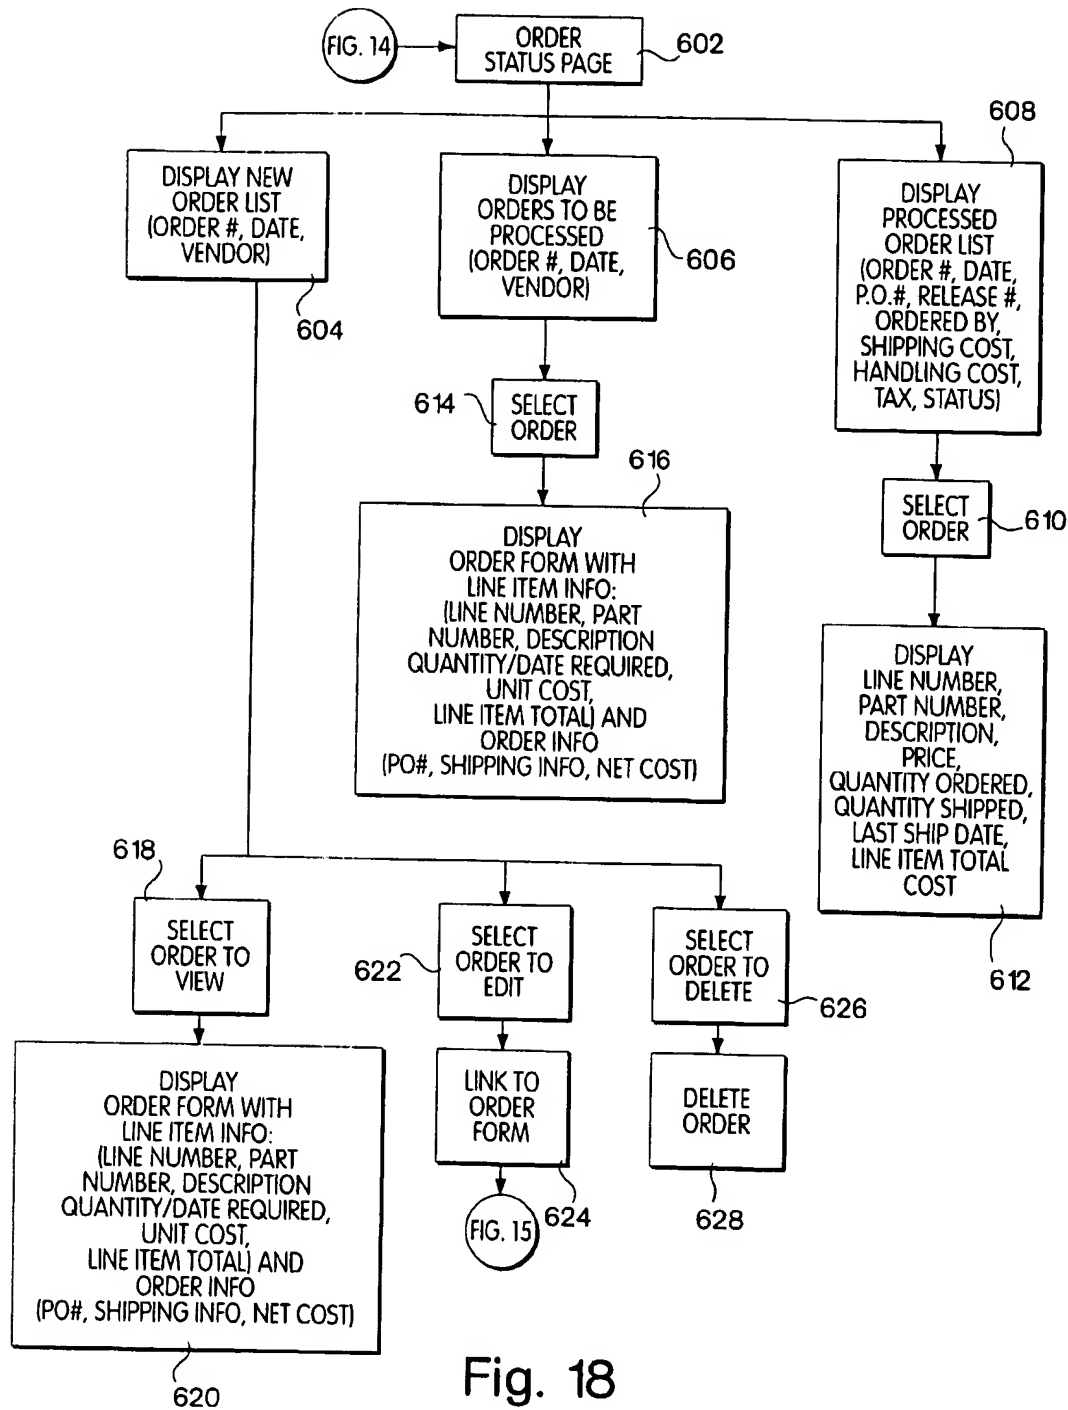 FIG. 14
ORDER
STATUS PAGE
602
DISPLAY NEW
ORDER LIST
(ORDER #, DATE,
VENDOR)
604
DISPLAY
ORDERS TO BE
PROCESSED
(ORDER #, DATE,
VENDOR)
606
608
DISPLAY
PROCESSED
ORDER LIST
(ORDER #, DATE,
P.O.#, RELEASE #,
ORDERED BY,
SHIPPING COST,
HANDLING COST,
TAX, STATUS)
614
SELECT
ORDER
616
DISPLAY
ORDER FORM WITH
LINE ITEM INFO:
(LINE NUMBER, PART
NUMBER, DESCRIPTION
QUANTITY/DATE REQUIRED,
UNIT COST,
LINE ITEM TOTAL) AND
ORDER INFO
(PO#, SHIPPING INFO, NET COST)
SELECT
ORDER
610
DISPLAY
LINE NUMBER,
PART NUMBER,
DESCRIPTION,
PRICE,
QUANTITY ORDERED,
QUANTITY SHIPPED,
LAST SHIP DATE,
LINE ITEM TOTAL
COST
612
618
SELECT
ORDER TO
VIEW
622
SELECT
ORDER TO
EDIT
SELECT
ORDER TO
DELETE
626
DISPLAY
ORDER FORM WITH
LINE ITEM INFO:
(LINE NUMBER, PART
NUMBER, DESCRIPTION
QUANTITY/DATE REQUIRED,
UNIT COST,
LINE ITEM TOTAL) AND
ORDER INFO
(PO#, SHIPPING INFO, NET COST)
620
LINK TO
ORDER
FORM
624
FIG. 15
DELETE
ORDER
628
Fig. 18